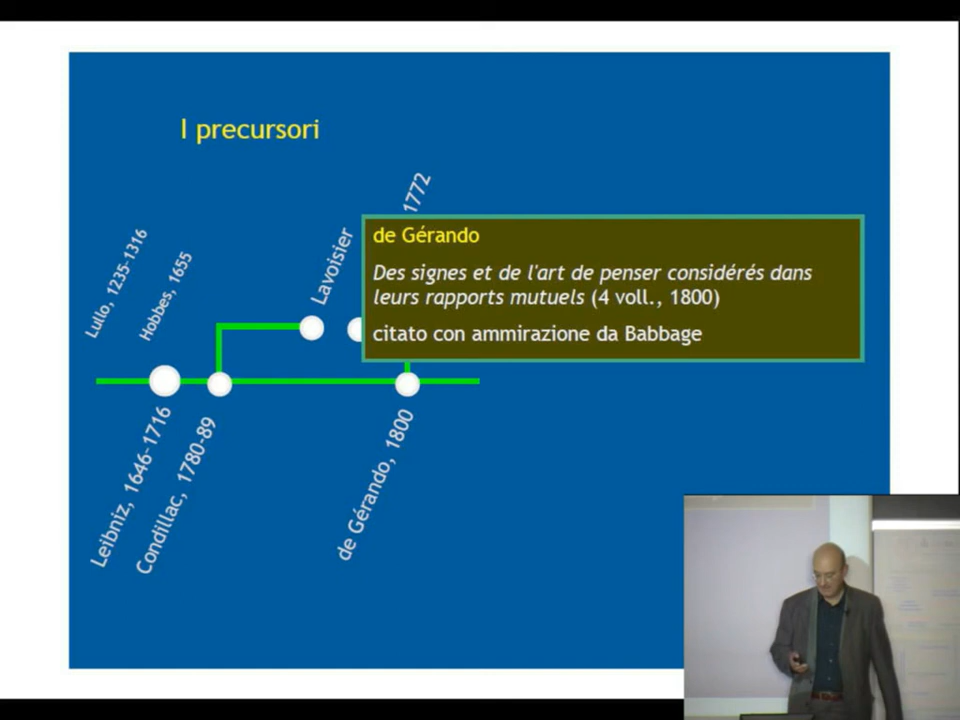 I precursori
Lullo, 1235-1316
Hobbes, 1655
Lavoisier
1772
de Gérando
Des signes et de l'art de penser considérés dans
leurs rapports mutuels (4 voll., 1800)
citato con ammirazione da Babbage
Leibniz, 1646-1716
Condillac, 1780-89
de Gérando, 1800